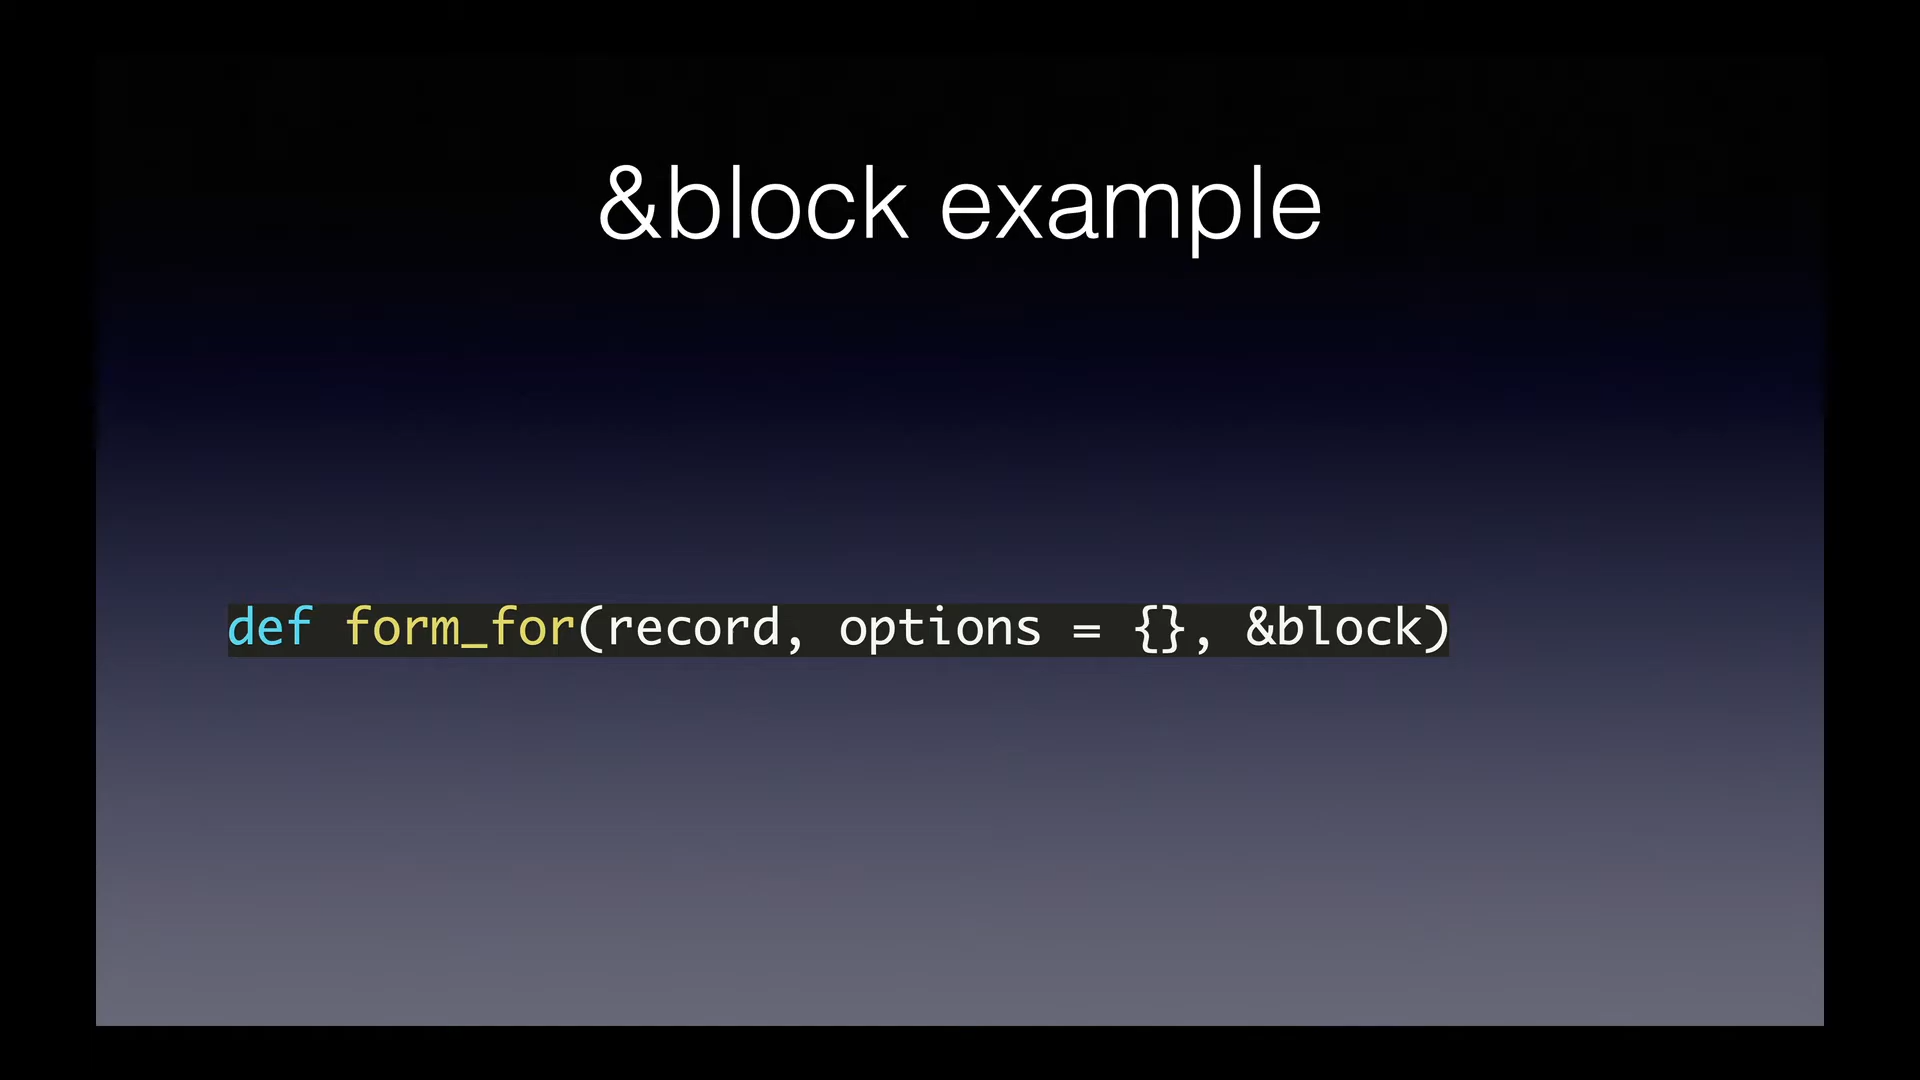 &block example
def form_for(record, options = {}, &block)